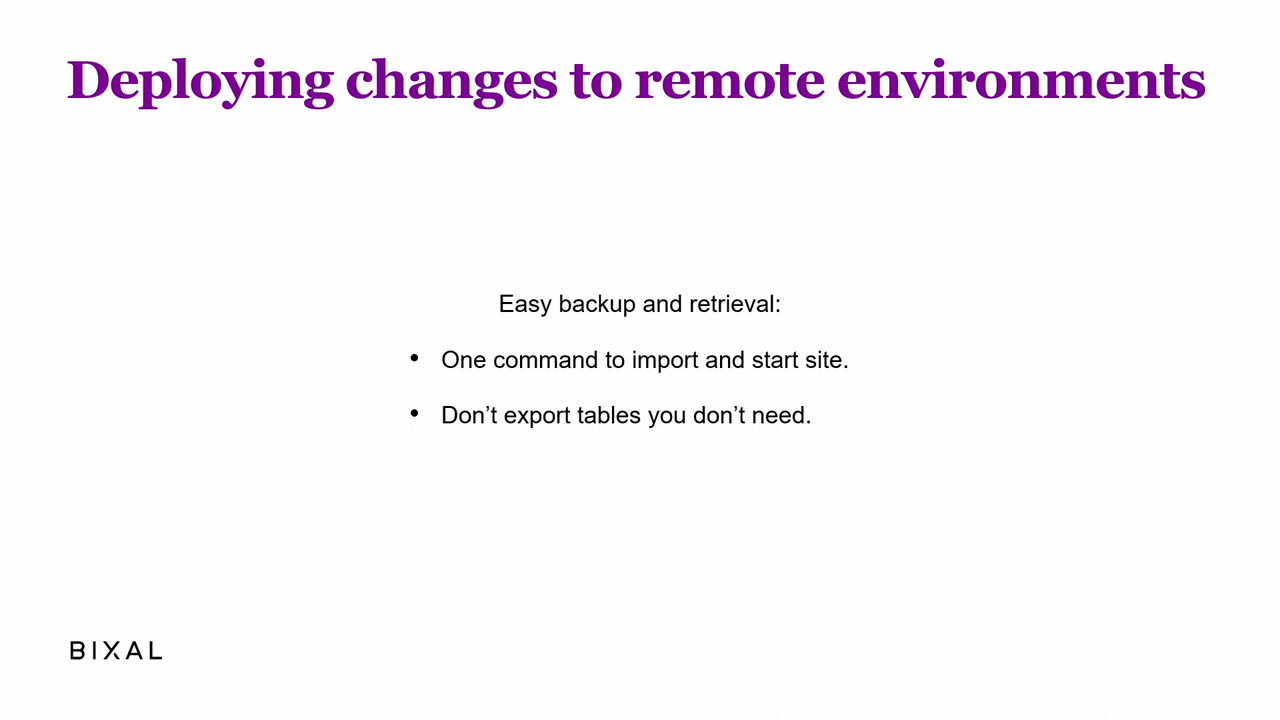 Deploying changes to remote environments
Easy backup and retrieval:
• One command to import and start site.
• Don’t export tables you don’t need.
BIXAL